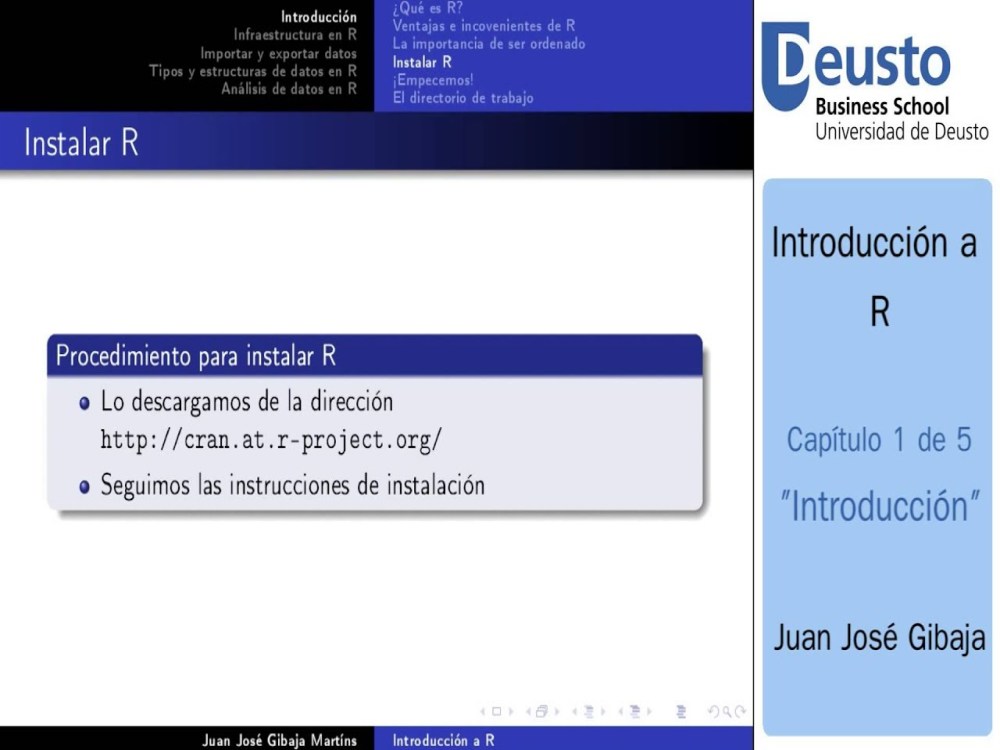 Introducción
Infraestructura en R
Importar y exportar datos
Tipos y estructuras de datos en R
Análisis de datos en R
¿Qué es R?
Ventajas e incovenientes de R
La importancia de ser ordenado
Instalar R
¡Empecemos!
El directorio de trabajo
Instalar R
Procedimiento para instalar R
Lo descargamos de la dirección
http://cran.at.r-project.org/
Seguimos las instrucciones de instalación
Juan José Gibaja Martíns
Introducción a R
Deusto
Business School
Universidad de Deusto
Introducción a
R
Capítulo 1 de 5
"Introducción"
Juan José Gibaja